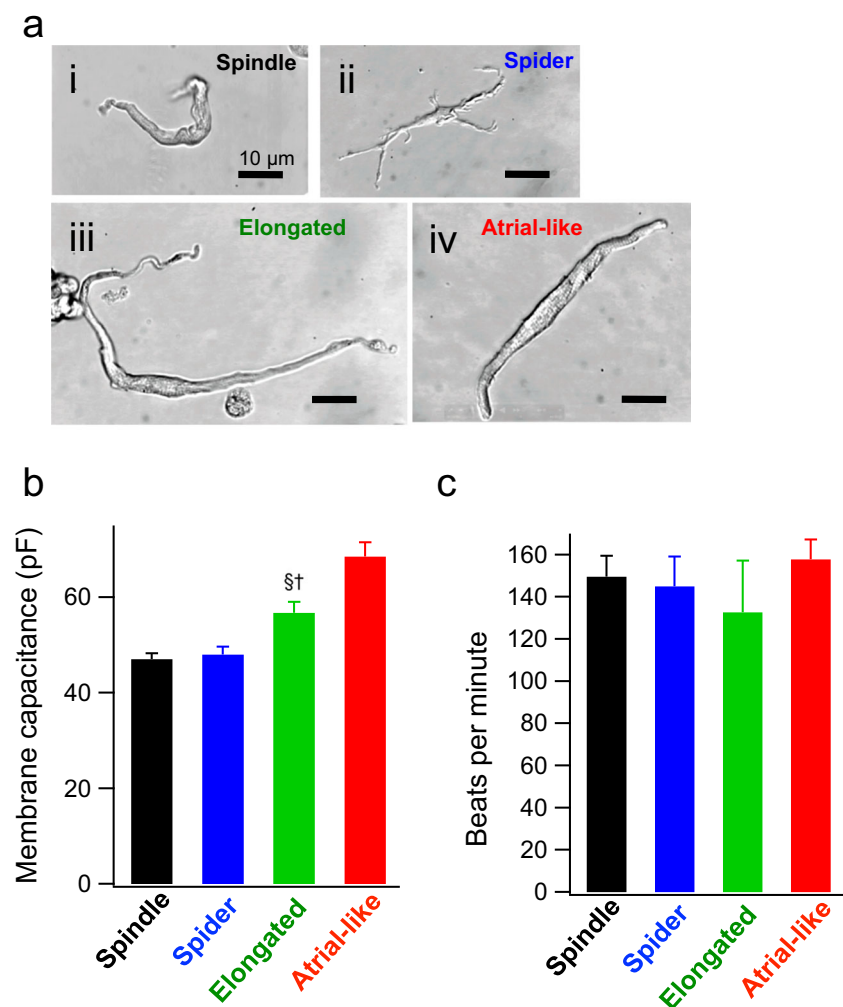 a
i
Spindle
10 µm
ii
Spider
iii
Elongated
iv
Atrial-like
b
Membrane capacitance (pF)
60
40
20
0
§†
Spindle
Spider
Elongated
Atrial-like
c
Beats per minute
160
140
120
100
80
60
40
20
0
Spindle
Spider
Elongated
Atrial-like